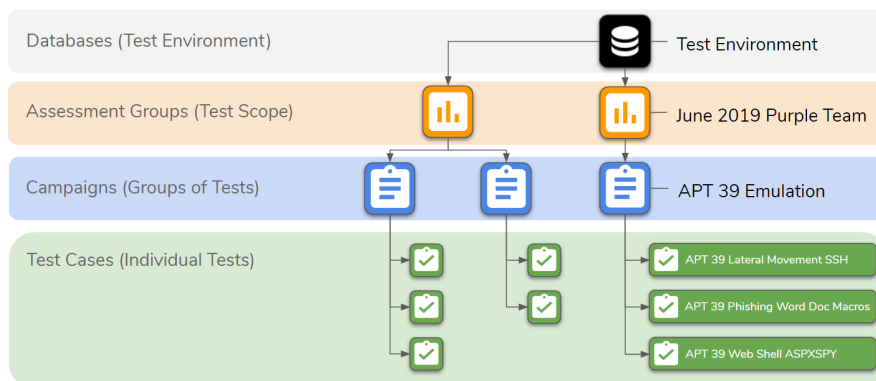 Databases (Test Environment)
Test Environment
Assessment Groups (Test Scope)
June 2019 Purple Team
Campaigns (Groups of Tests)
APT 39 Emulation
Test Cases (Individual Tests)
APT 39 Lateral Movement SSH
APT 39 Phishing Word Doc Macros
APT 39 Web Shell ASPXSPY